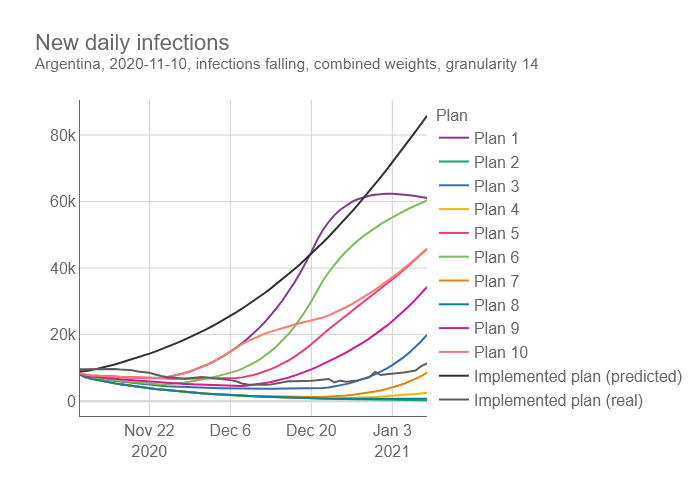 New daily infections
Argentina, 2020-11-10, infections falling, combined weights, granularity 14
80k
60k
40k
20k
0
Nov 22
2020
Dec 6
Dec 20
Jan 3
2021
Plan
Plan 1
Plan 2
Plan 3
Plan 4
Plan 5
Plan 6
Plan 7
Plan 8
Plan 9
Plan 10
Implemented plan (predicted)
Implemented plan (real)